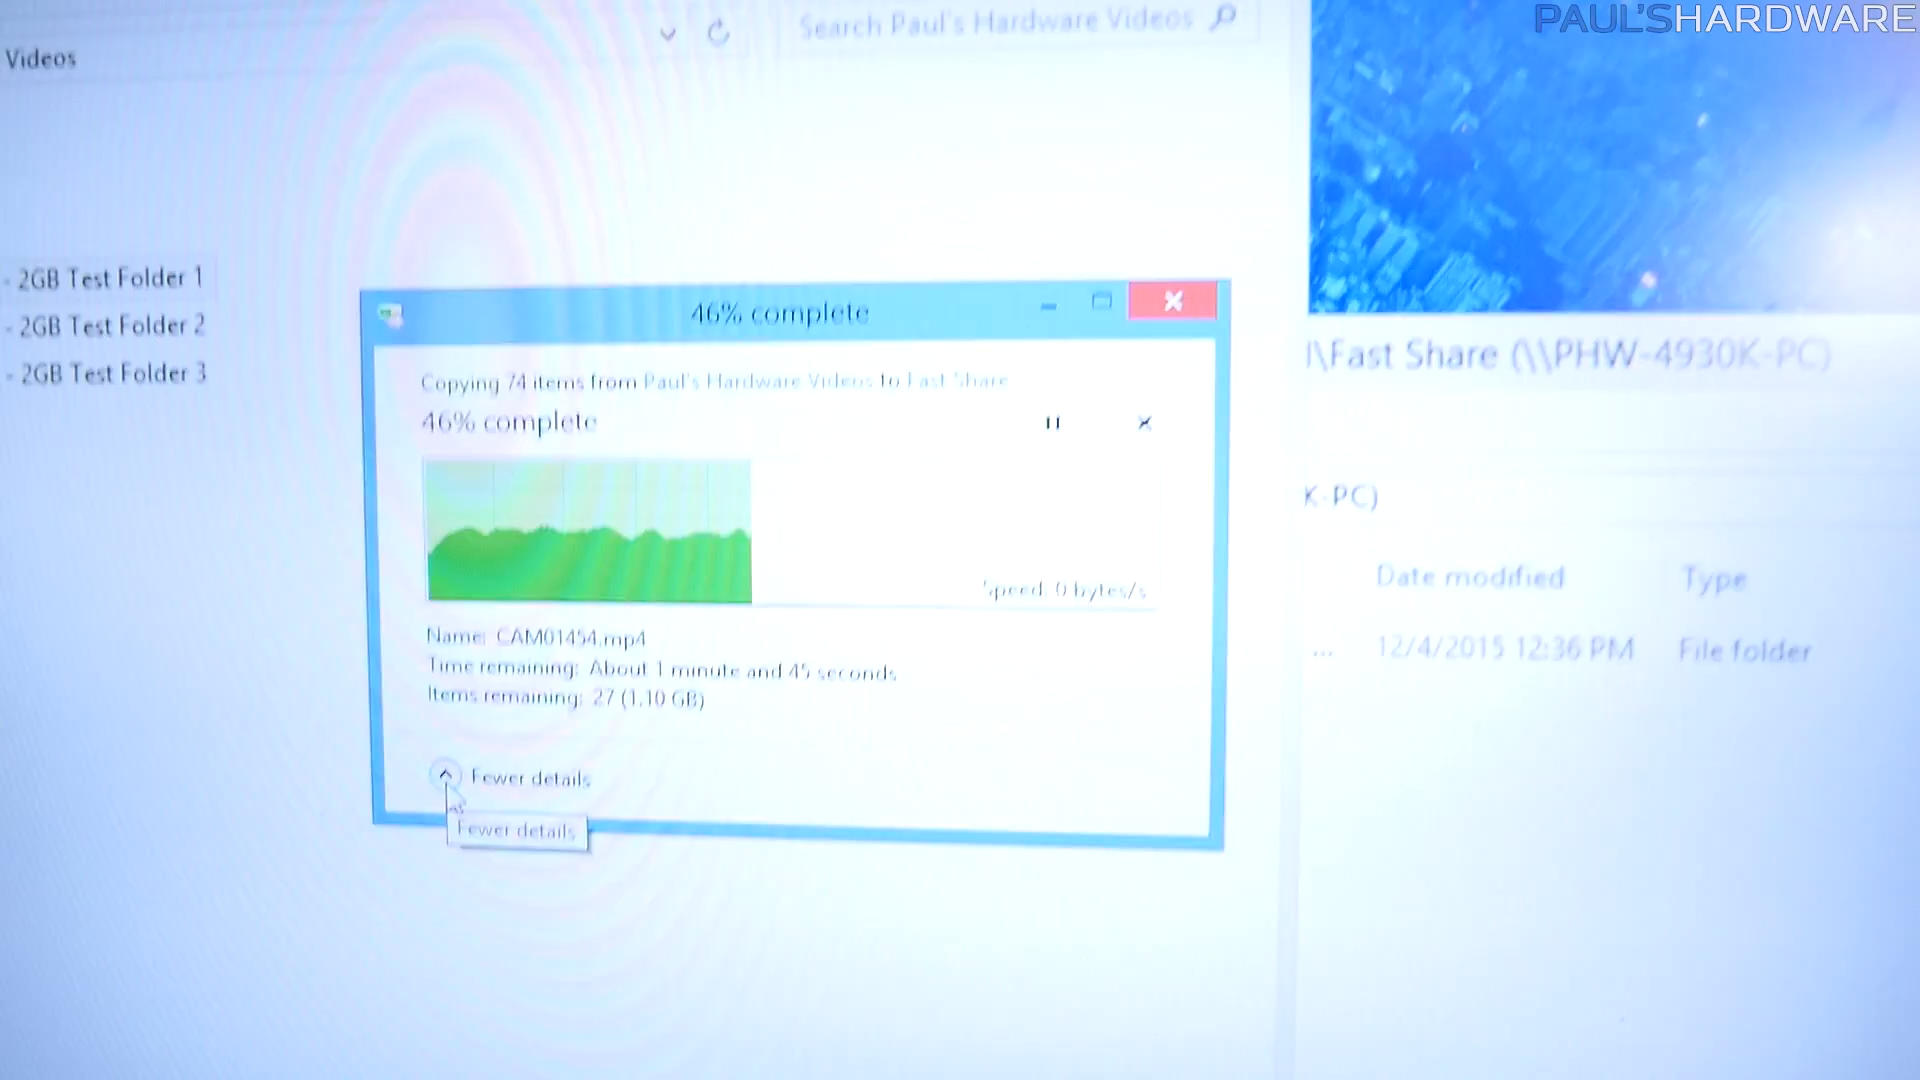 PAUL'SHARDWARE
Search Paul's Hardware Videos
Videos
- 2GB Test Folder 1
- 2GB Test Folder 2
- 2GB Test Folder 3
46% complete
Copying 74 items from Paul's Hardware Videos to Fast Share
46% complete
Speed: 0 bytes/s
Name: CAM01454.mp4
Time remaining: About 1 minute and 45 seconds
Items remaining: 27 (1.10 GB)
Fewer details
Fewer details
\Fast Share (\\PHW-4930K-PC)
K-PC)
Date modified
Type
... 12/4/2015 12:36 PM
File folder